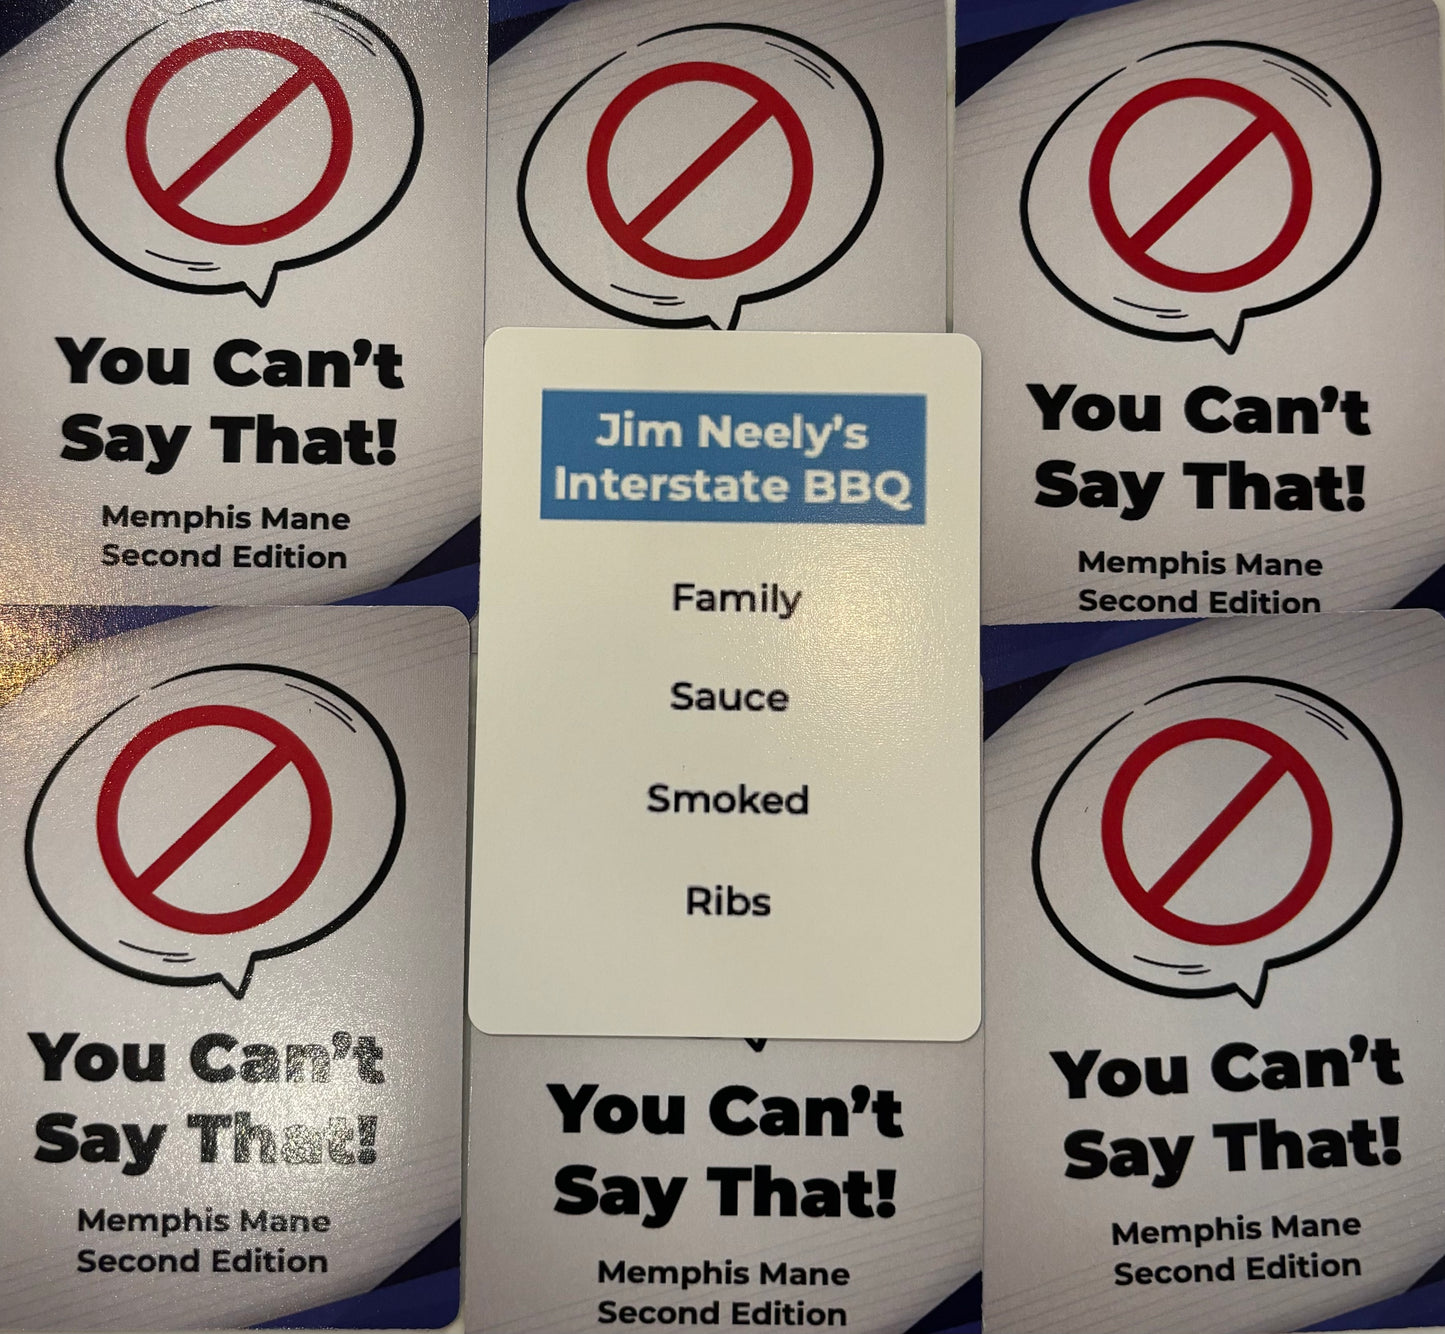 You Can't
Say That!
Memphis Mane
Second Edition
You Can't
Say That!
Memphis Mane
Second Edition
Jim Neely's
Interstate BBQ
Family
Sauce
Smoked
Ribs
You Can't
Say That!
Memphis Mane
Second Edition
You Can't
Say That!
Memphis Mane
Second Edition
You Can't
Say That!
Memphis Mane
Second Edition